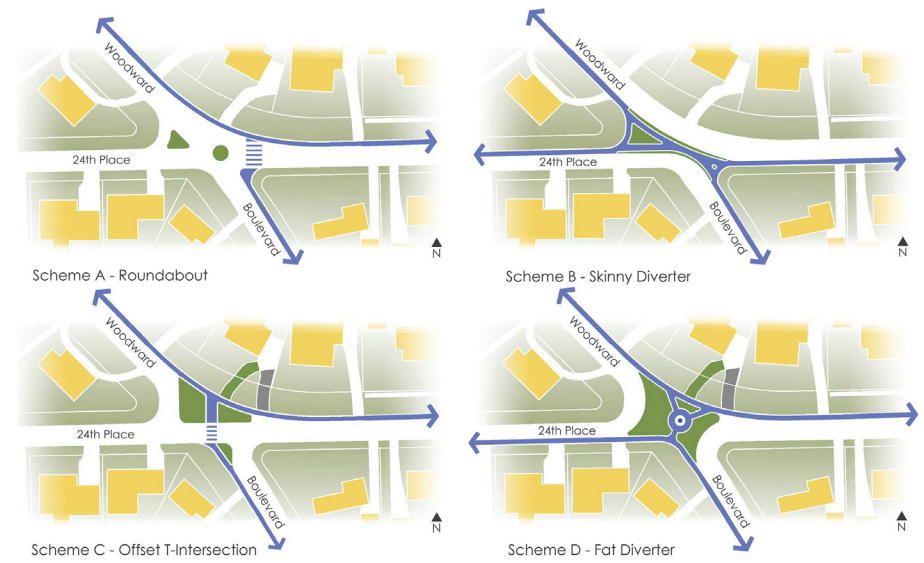 Woodward
24th Place
Boulevard
N
Scheme A - Roundabout
Woodward
24th Place
Boulevard
N
Scheme B - Skinny Diverter
Woodward
24th Place
Boulevard
N
Scheme C - Offset T-Intersection
Woodward
24th Place
Boulevard
N
Scheme D - Fat Diverter